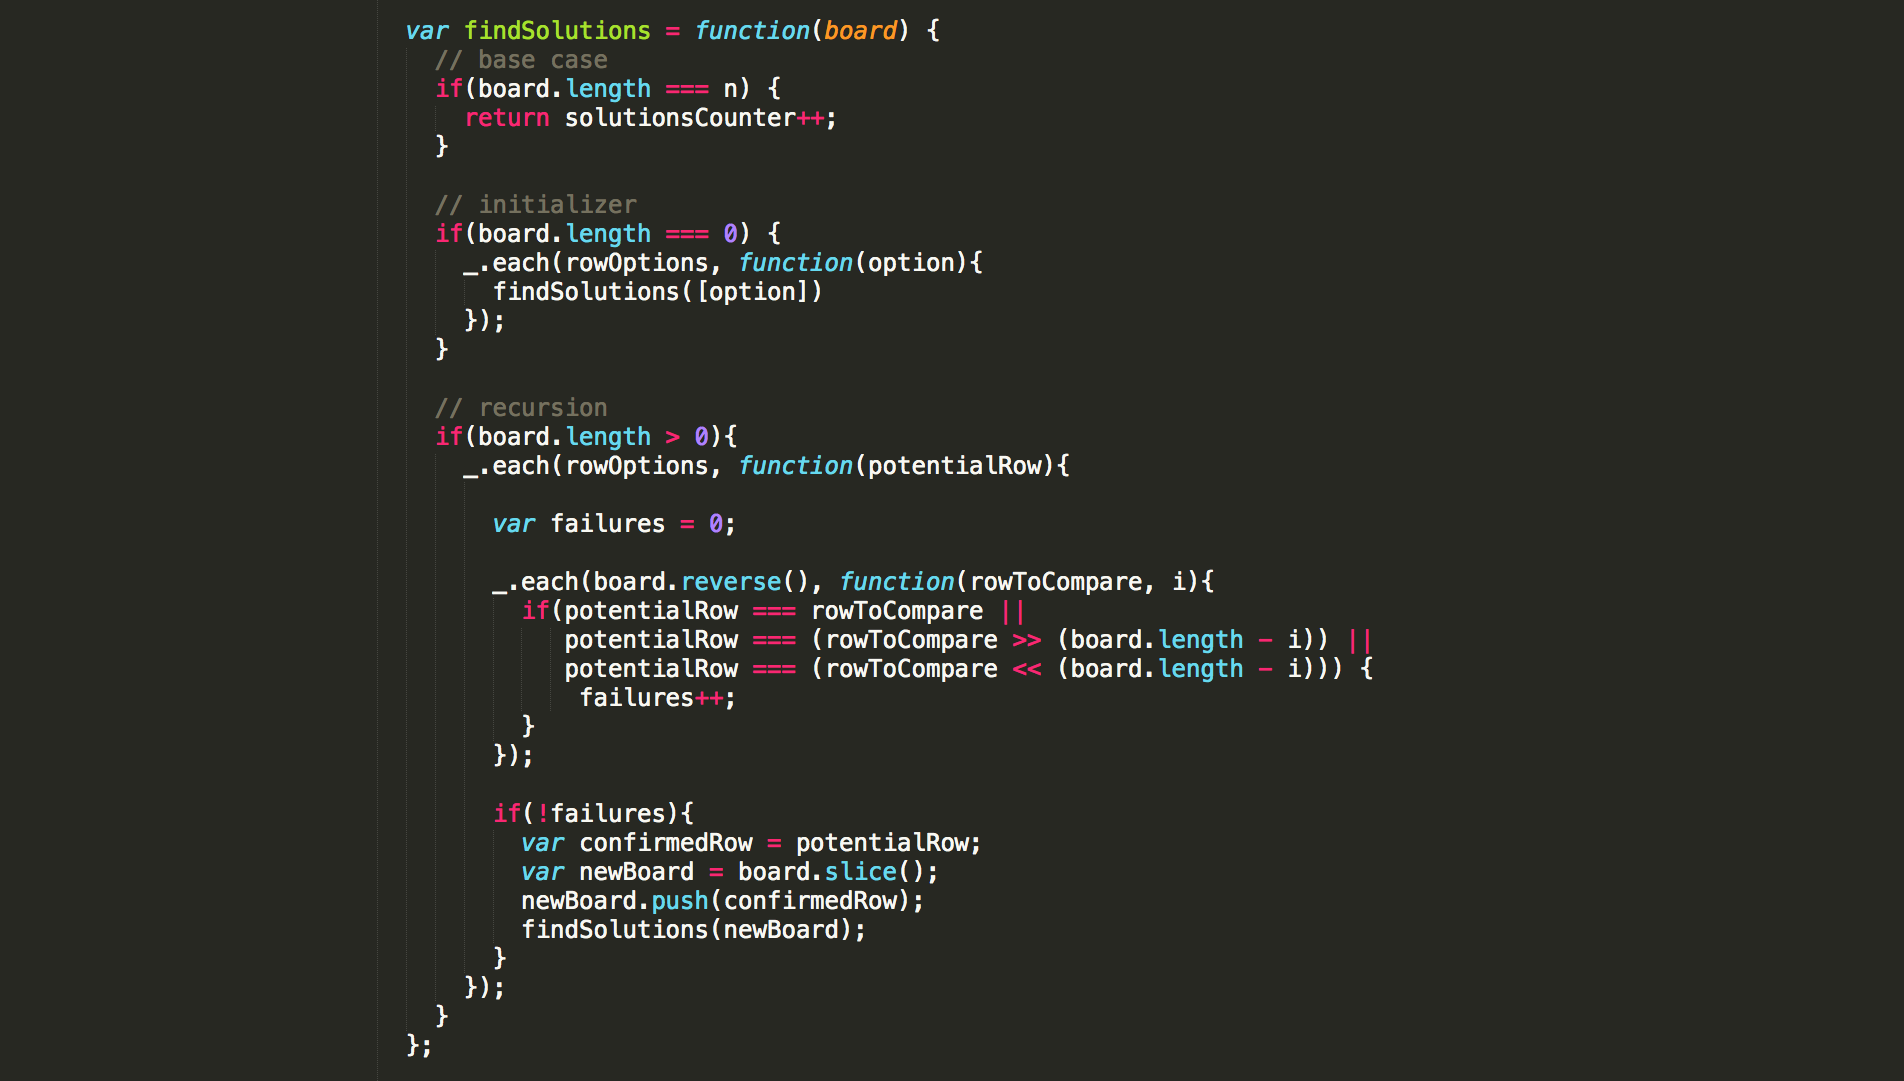 var findSolutions = function(board) {
  // base case
  if(board.length === n) {
    return solutionsCounter++;
  }

  // initializer
  if(board.length === 0) {
    _.each(rowOptions, function(option){
      findSolutions([option])
    });
  }

  // recursion
  if(board.length > 0){
    _.each(rowOptions, function(potentialRow){

      var failures = 0;

      _.each(board.reverse(), function(rowToCompare, i){
        if(potentialRow === rowToCompare ||
           potentialRow === (rowToCompare >> (board.length - i)) ||
           potentialRow === (rowToCompare << (board.length - i))) {
            failures++;
        }
      });

      if(!failures){
        var confirmedRow = potentialRow;
        var newBoard = board.slice();
        newBoard.push(confirmedRow);
        findSolutions(newBoard);
      }
    });
  }
};